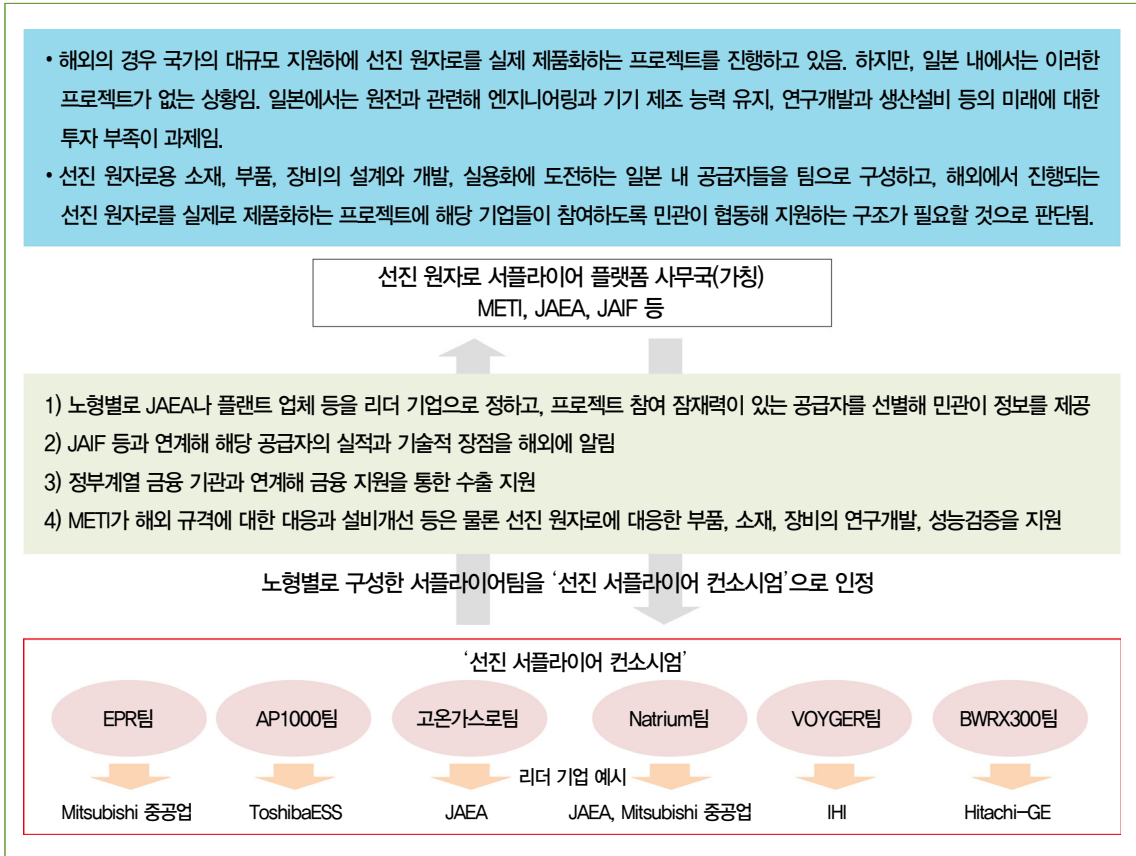 • 해외의 경우 국가의 대규모 지원하에 선진 원자로를 실제 제품화하는 프로젝트를 진행하고 있음. 하지만, 일본 내에서는 이러한
프로젝트가 없는 상황임. 일본에서는 원전과 관련해 엔지니어링과 기기 제조 능력 유지, 연구개발과 생산설비 등의 미래에 대한
투자 부족이 과제임.
• 선진 원자로용 소재, 부품, 장비의 설계와 개발, 실용화에 도전하는 일본 내 공급자들을 팀으로 구성하고, 해외에서 진행되는
선진 원자로를 실제로 제품화하는 프로젝트에 해당 기업들이 참여하도록 민관이 협동해 지원하는 구조가 필요할 것으로 판단됨.
선진 원자로 서플라이어 플랫폼 사무국(가칭)
METI, JAEA, JAIF 등
1) 노형별로 JAEA나 플랜트 업체 등을 리더 기업으로 정하고, 프로젝트 참여 잠재력이 있는 공급자를 선별해 민관이 정보를 제공
2) JAIF 등과 연계해 해당 공급자의 실적과 기술적 장점을 해외에 알림
3) 정부계열 금융 기관과 연계해 금융 지원을 통한 수출 지원
4) METI가 해외 규격에 대한 대응과 설비개선 등은 물론 선진 원자로에 대응한 부품, 소재, 장비의 연구개발, 성능검증을 지원
노형별로 구성한 서플라이어팀을 ‘선진 서플라이어 컨소시엄’으로 인정
‘선진 서플라이어 컨소시엄’
EPR팀 AP1000팀 고온가스로팀 Natrium팀 VOYGER팀 BWRX300팀
리더 기업 예시
Mitsubishi 중공업 ToshibaESS JAEA JAEA, Mitsubishi 중공업 IHI Hitachi-GE